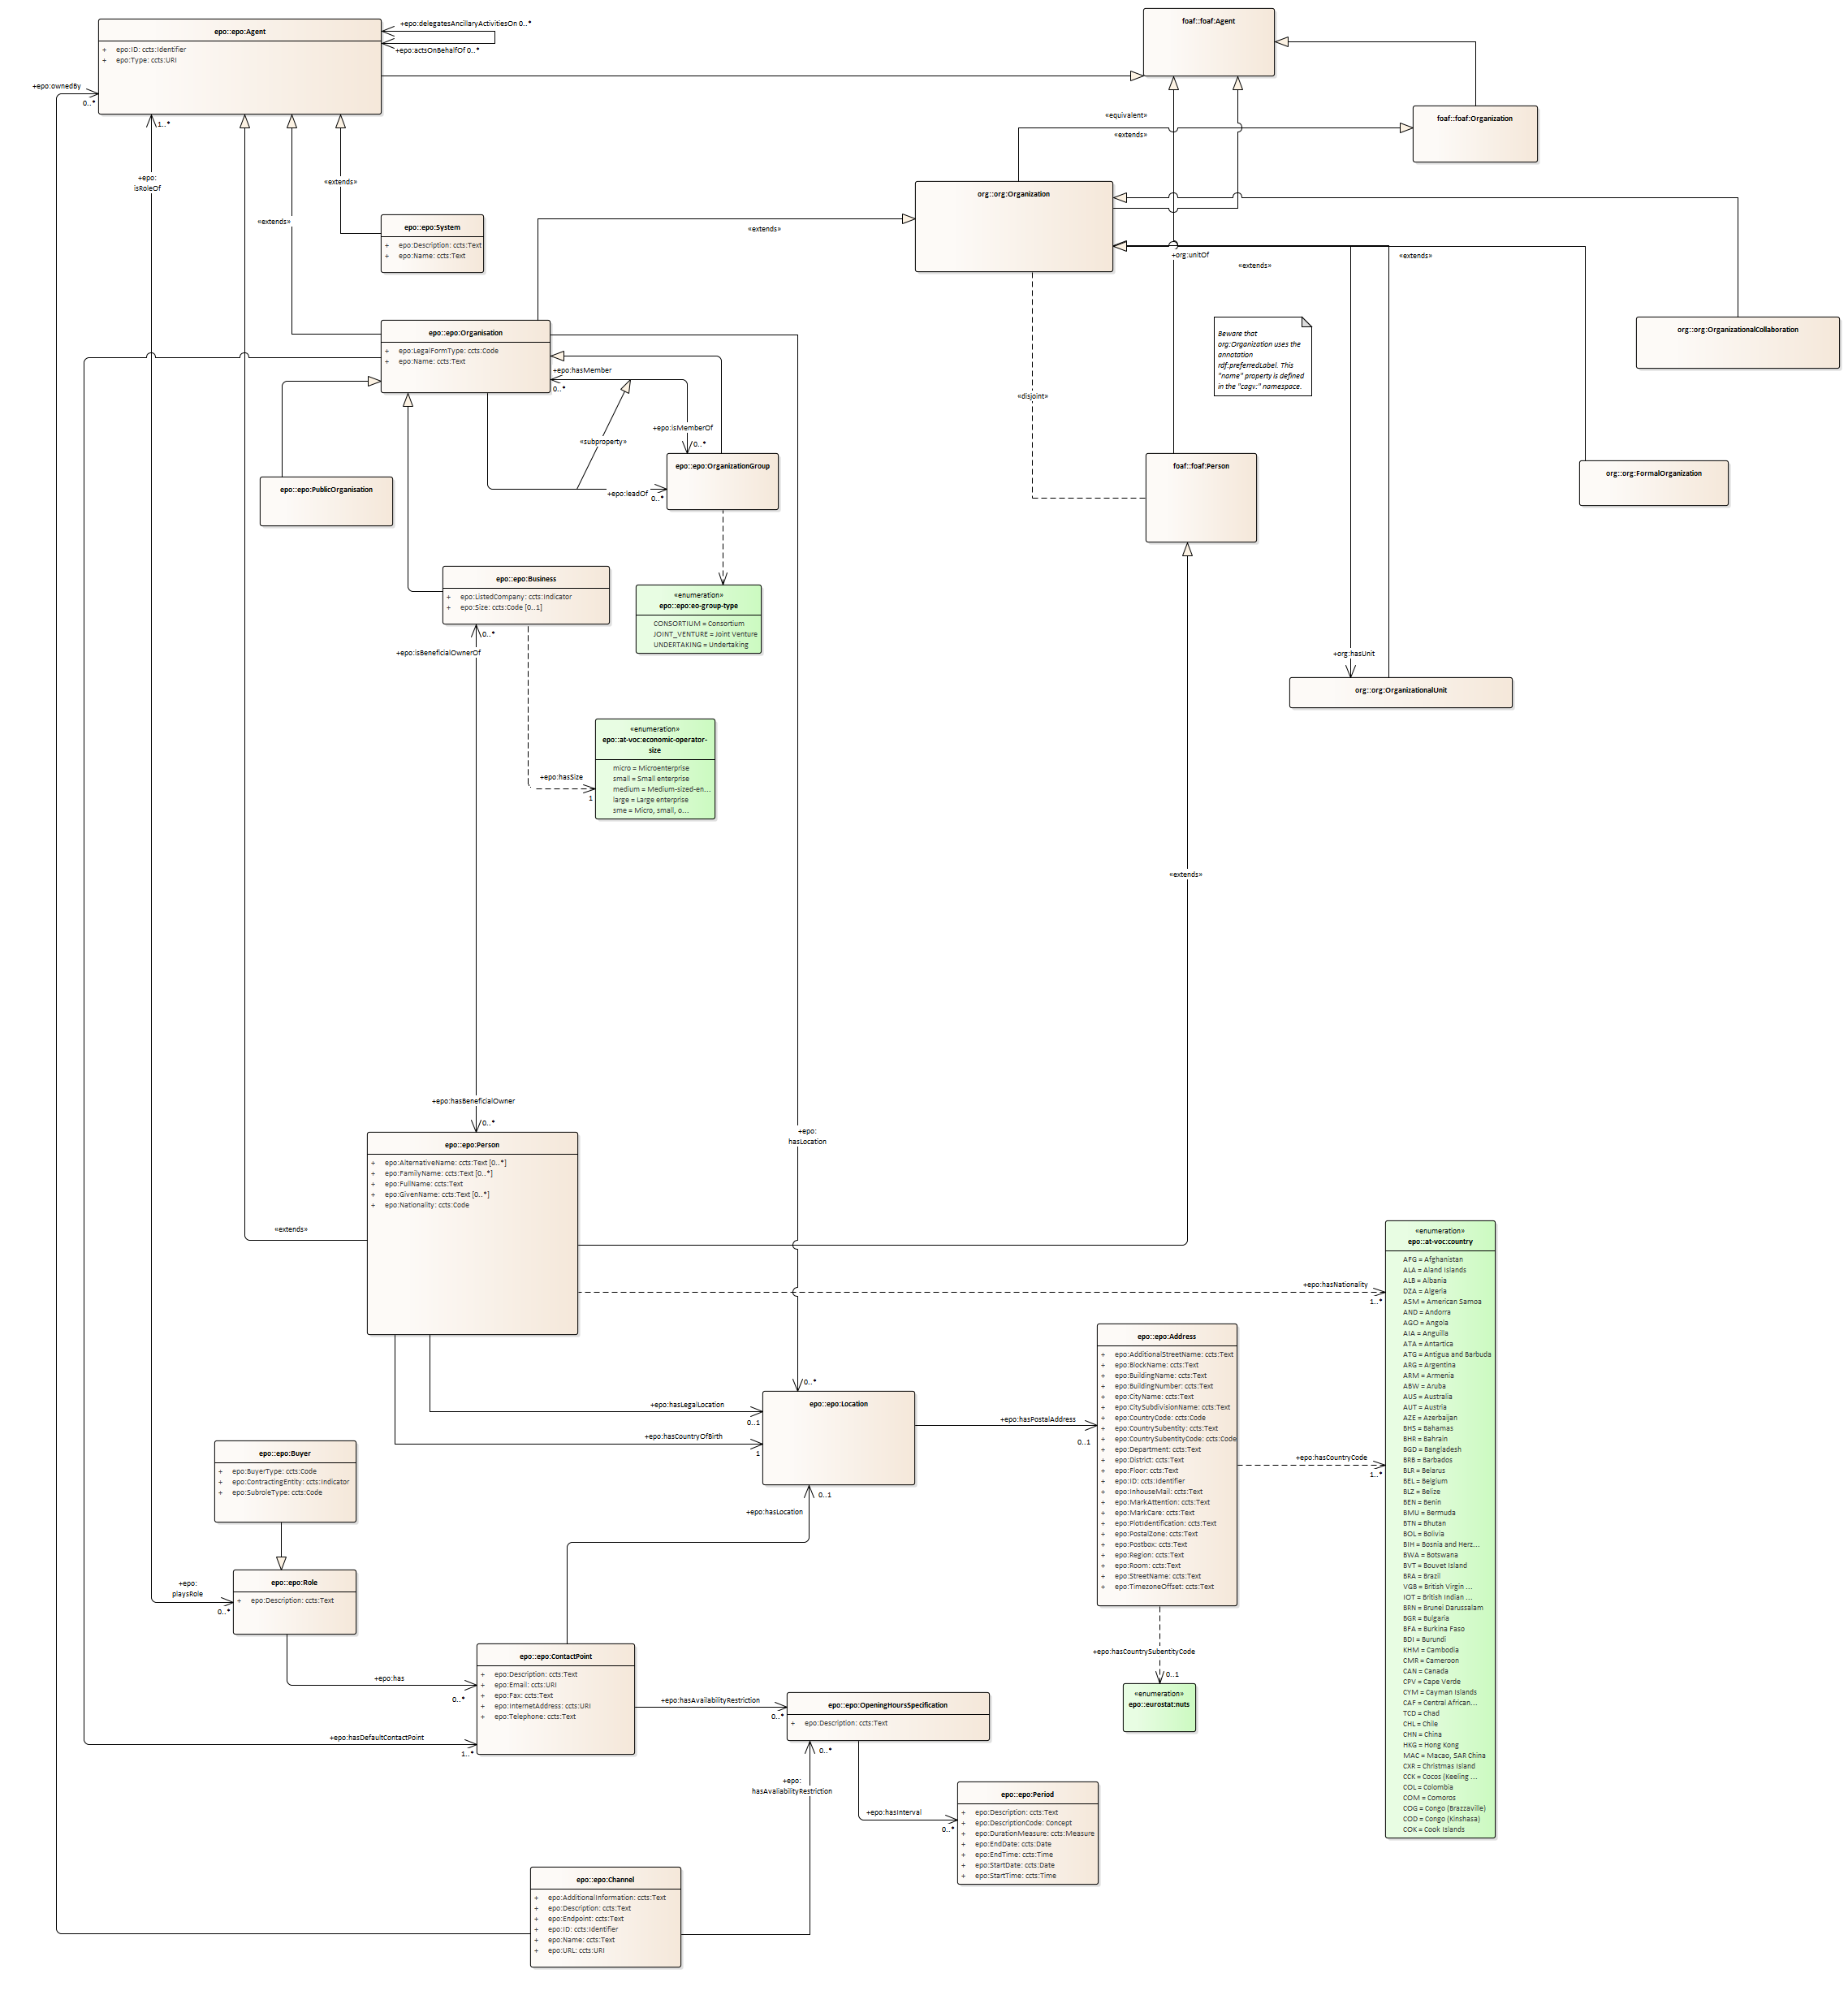 epo::epo:Agent
+ epo:ID: ccts:Identifier
+ epo:Type: ccts:URI
+epo:delegatesAncillaryActivitiesOn 0..*
+epo:actsOnBehalfOf 0..*
+epo:ownedBy
0..*
1..*
+epo:
isRoleOf
foaf::foaf:Agent
foaf::foaf:Organization
«equivalent»
«extends»
«extends»
«extends»
epo::epo:System
+ epo:Description: ccts:Text
+ epo:Name: ccts:Text
org::org:Organization
«extends»
+org:unitOf
«extends»
«extends»
epo::epo:Organisation
+ epo:LegalFormType: ccts:Code
+ epo:Name: ccts:Text
+epo:hasMember
0..*
Beware that
org:Organization uses the
annotation
rdf:preferredLabel. This
"name" property is defined
in the "cagv:" namespace.
org::org:OrganizationalCollaboration
«disjoint»
+epo:isMemberOf
0..*
«subproperty»
epo::epo:OrganizationGroup
+epo:leadOf
0..*
foaf::foaf:Person
org::org:FormalOrganization
epo::epo:PublicOrganisation
epo::epo:Business
+ epo:ListedCompany: ccts:Indicator
+ epo:Size: ccts:Code [0..1]
0..*
+epo:isBeneficialOwnerOf
«enumeration»
epo::epo:eo-group-type
CONSORTIUM = Consortium
JOINT_VENTURE = Joint Venture
UNDERTAKING = Undertaking
+org:hasUnit
org::org:OrganizationalUnit
«enumeration»
epo::at-voc:economic-operator-
size
micro = Microenterprise
small = Small enterprise
medium = Medium-sized-en...
large = Large enterprise
sme = Micro, small, o...
+epo:hasSize
1
«extends»
+epo:hasBeneficialOwner
0..*
+epo:
hasLocation
epo::epo:Person
+ epo:AlternativeName: ccts:Text [0..*]
+ epo:FamilyName: ccts:Text [0..*]
+ epo:FullName: ccts:Text
+ epo:GivenName: ccts:Text [0..*]
+ epo:Nationality: ccts:Code
«extends»
+epo:hasNationality
1..*
«enumeration»
epo::at-voc:country
AFG = Afghanistan
ALA = Aland Islands
ALB = Albania
DZA = Algeria
ASM = American Samoa
AND = Andorra
AGO = Angola
AIA = Anguilla
ATA = Antartica
ATG = Antigua and Barbuda
ARG = Argentina
ARM = Armenia
ABW = Aruba
AUS = Australia
AUT = Austria
AZE = Azerbaijan
BHS = Bahamas
BHR = Bahrain
BGD = Bangladesh
BRB = Barbados
BLR = Belarus
BEL = Belgium
BLZ = Belize
BEN = Benin
BMU = Bermuda
BTN = Bhutan
BOL = Bolivia
BIH = Bosnia and Herz...
BWA = Botswana
BVT = Bouvet Island
BRA = Brazil
VGB = British Virgin ...
IOT = British Indian ...
BRN = Brunei Darussalam
BGR = Bulgaria
BFA = Burkina Faso
BDI = Burundi
KHM = Cambodia
CMR = Cameroon
CAN = Canada
CPV = Cape Verde
CYM = Cayman Islands
CAF = Central African...
TCD = Chad
CHL = Chile
CHN = China
HKG = Hong Kong
MAC = Macao, SAR China
CXR = Christmas Island
CCK = Cocos (Keeling ...
COL = Colombia
COM = Comoros
COG = Congo (Brazzaville)
COD = Congo (Kinshasa)
COK = Cook Islands
0..*
+epo:hasLegalLocation
0..1
+epo:hasCountryOfBirth
1
epo::epo:Location
+epo:hasPostalAddress
0..1
0..1
+epo:hasLocation
epo::epo:Address
+ epo:AdditionalStreetName: ccts:Text
+ epo:BlockName: ccts:Text
+ epo:BuildingName: ccts:Text
+ epo:BuildingNumber: ccts:Text
+ epo:CityName: ccts:Text
+ epo:CitySubdivisionName: ccts:Text
+ epo:CountryCode: ccts:Code
+ epo:CountrySubentity: ccts:Text
+ epo:CountrySubentityCode: ccts:Code
+ epo:Department: ccts:Text
+ epo:District: ccts:Text
+ epo:Floor: ccts:Text
+ epo:ID: ccts:Identifier
+ epo:InhouseMail: ccts:Text
+ epo:MarkAttention: ccts:Text
+ epo:MarkCare: ccts:Text
+ epo:PlotIdentification: ccts:Text
+ epo:PostalZone: ccts:Text
+ epo:Postbox: ccts:Text
+ epo:Region: ccts:Text
+ epo:Room: ccts:Text
+ epo:StreetName: ccts:Text
+ epo:TimezoneOffset: ccts:Text
+epo:hasCountryCode
1..*
+epo:hasCountrySubentityCode
0..1
«enumeration»
epo::eurostat:nuts
epo::epo:Buyer
+ epo:BuyerType: ccts:Code
+ epo:ContractingEntity: ccts:Indicator
+ epo:SubroleType: ccts:Code
epo::epo:Role
+ epo:Description: ccts:Text
+epo:
playsRole
0..*
+epo:has
0..*
+epo:hasDefaultContactPoint
1..*
epo::epo:ContactPoint
+ epo:Description: ccts:Text
+ epo:Email: ccts:URI
+ epo:Fax: ccts:Text
+ epo:InternetAddress: ccts:URI
+ epo:Telephone: ccts:Text
+epo:hasAvailabilityRestriction
0..*
epo::epo:OpeningHoursSpecification
+ epo:Description: ccts:Text
0..*
+epo:
hasAvailabilityRestriction
+epo:hasInterval
0..*
epo::epo:Period
+ epo:Description: ccts:Text
+ epo:DescriptionCode: Concept
+ epo:DurationMeasure: ccts:Measure
+ epo:EndDate: ccts:Date
+ epo:EndTime: ccts:Time
+ epo:StartDate: ccts:Date
+ epo:StartTime: ccts:Time
epo::epo:Channel
+ epo:AdditionalInformation: ccts:Text
+ epo:Description: ccts:Text
+ epo:Endpoint: ccts:Text
+ epo:ID: ccts:Identifier
+ epo:Name: ccts:Text
+ epo:URL: ccts:URI